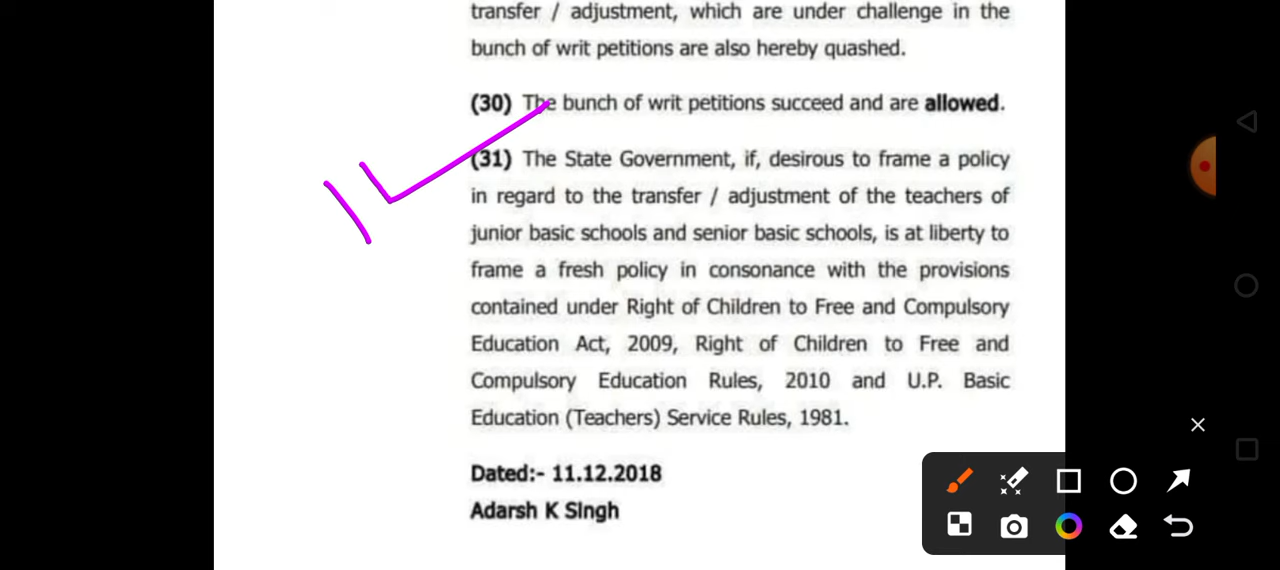 transfer / adjustment, which are under challenge in the
bunch of writ petitions are also hereby quashed.
(30) The bunch of writ petitions succeed and are allowed.
(31) The State Government, if, desirous to frame a policy
in regard to the transfer / adjustment of the teachers of
junior basic schools and senior basic schools, is at liberty to
frame a fresh policy in consonance with the provisions
contained under Right of Children to Free and Compulsory
Education Act, 2009, Right of Children to Free and
Compulsory Education Rules, 2010 and U.P. Basic
Education (Teachers) Service Rules, 1981.
Dated:- 11.12.2018
Adarsh K Singh